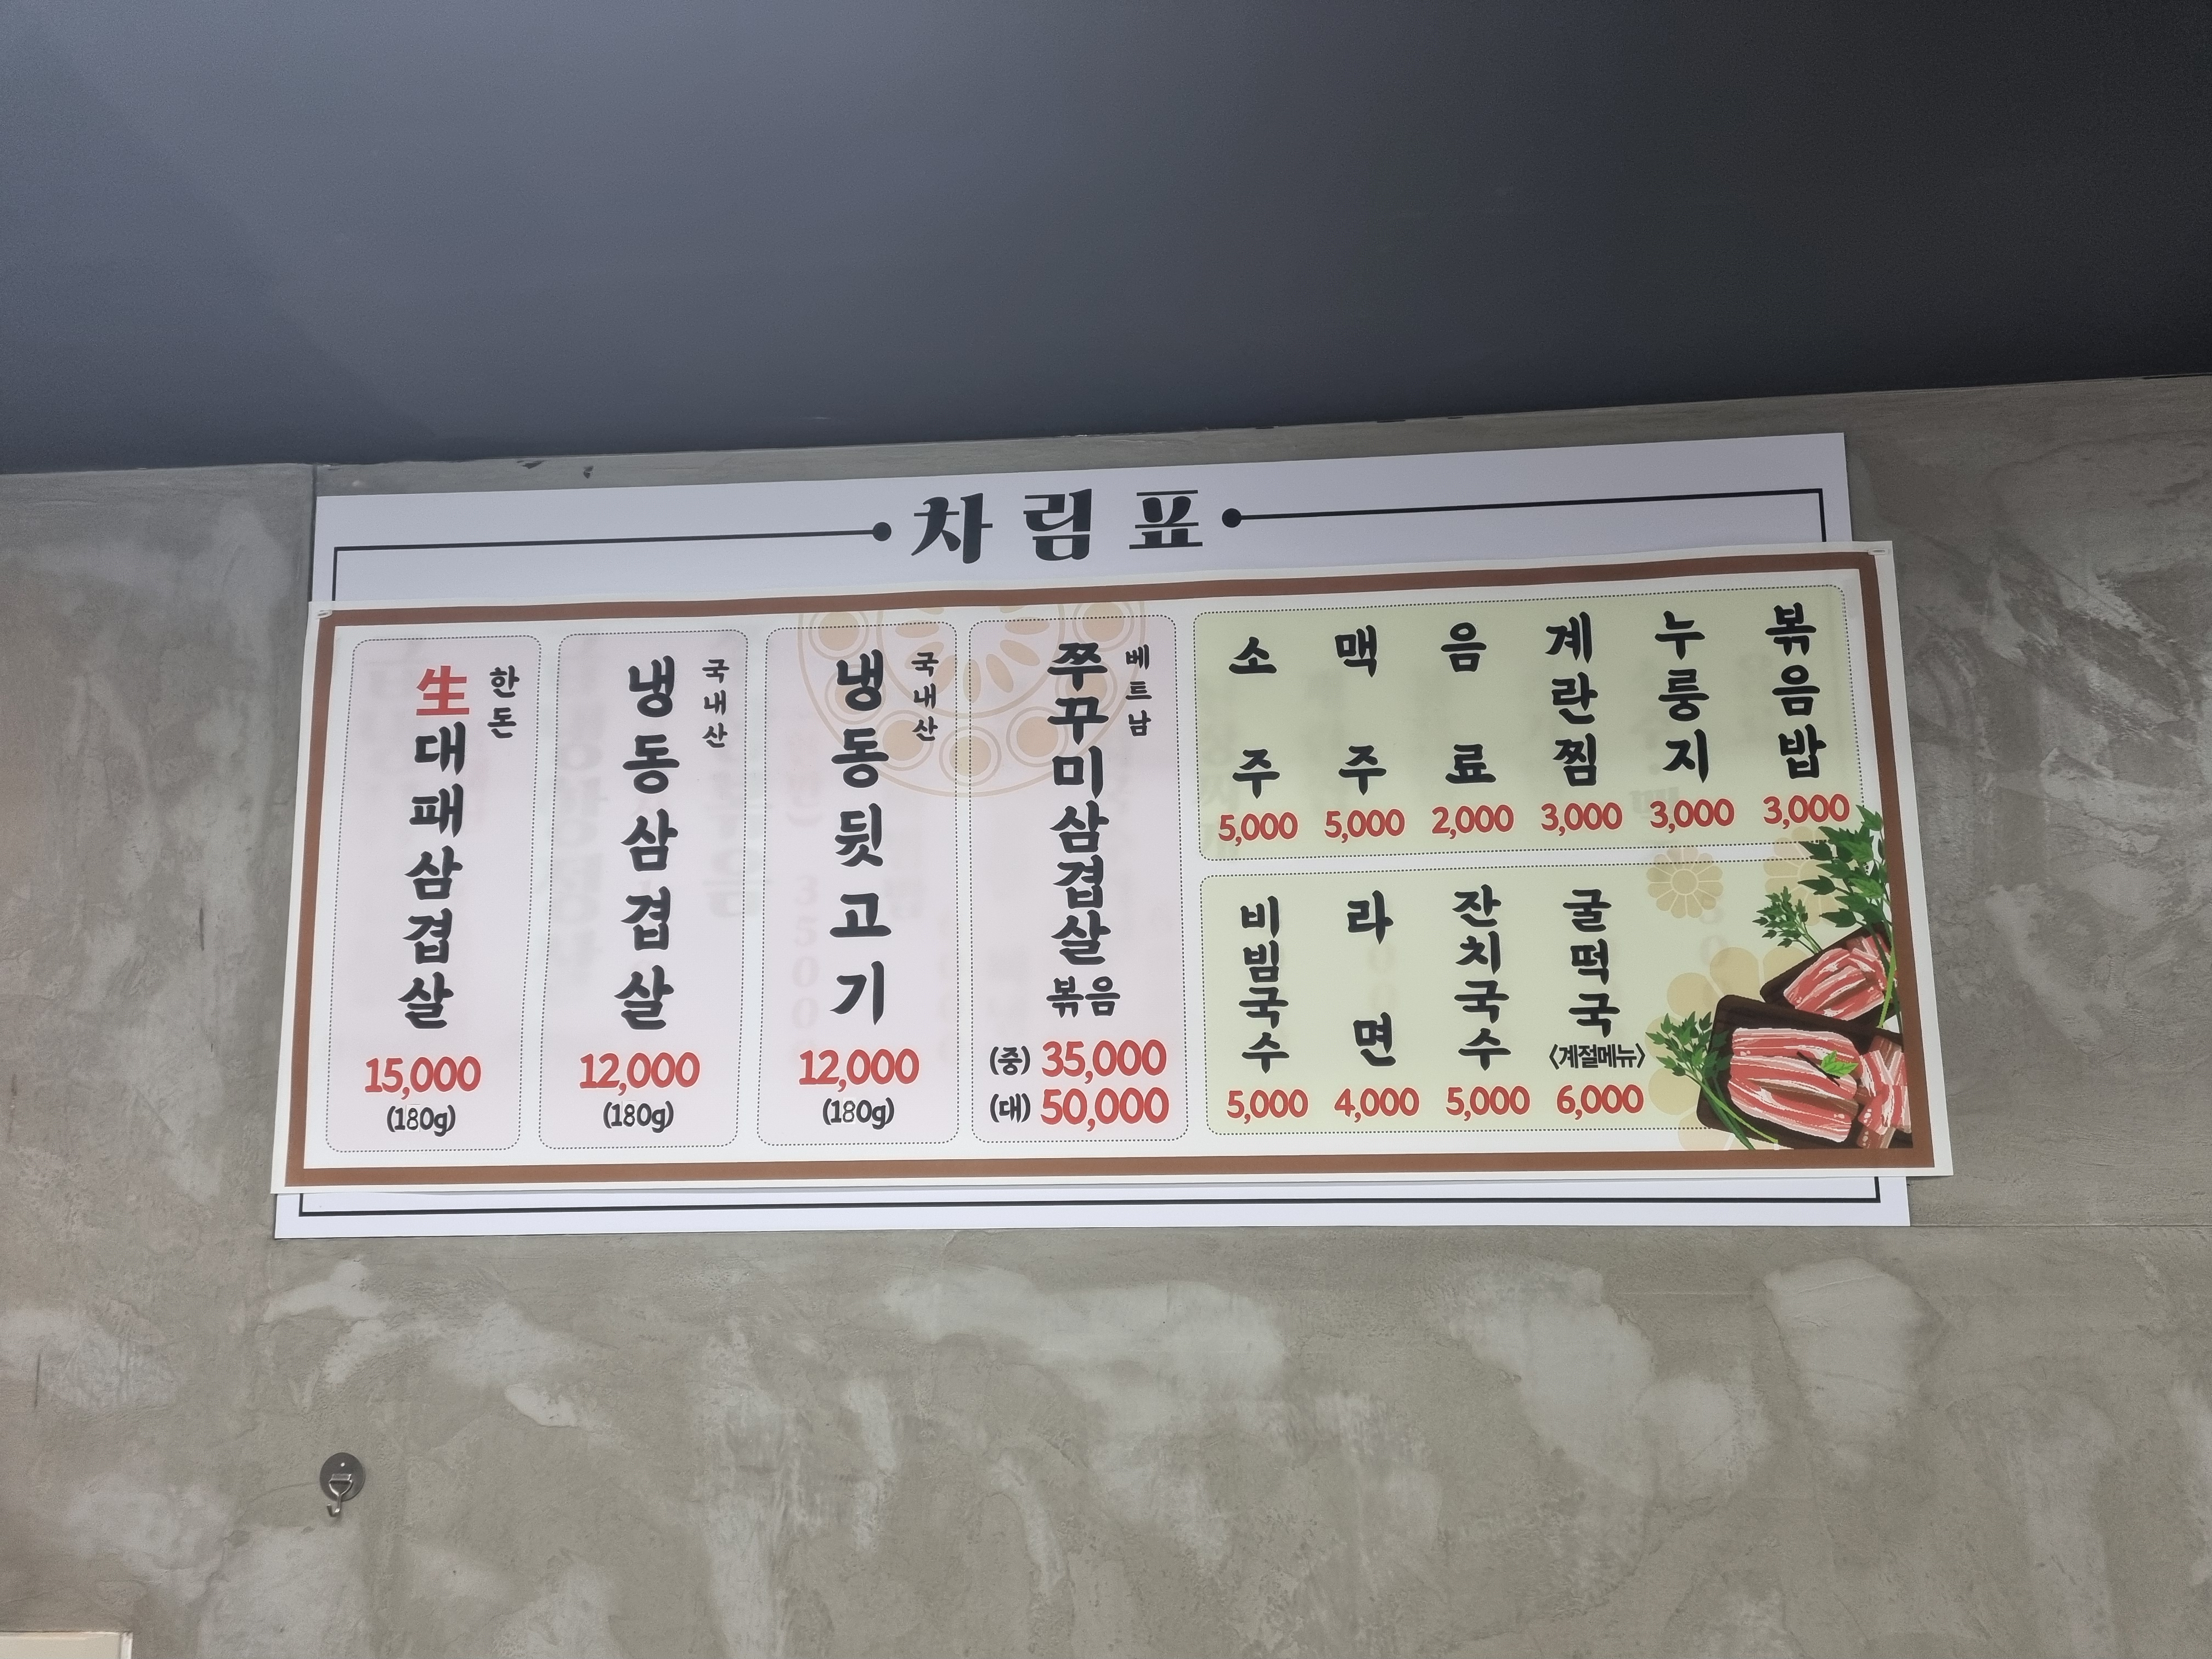 차림표
한돈
生대패삼겹살
15,000
(180g)
국내산
냉동삼겹살
12,000
(180g)
국내산
냉동뒷고기
12,000
(180g)
베트남
쭈꾸미삼겹살
볶음
(중) 35,000
(대) 50,000
소주
5,000
맥주
5,000
음료
2,000
계란찜
3,000
누룽지
3,000
볶음밥
3,000
비빔국수
5,000
라면
4,000
잔치국수
5,000
굴떡국
<계절메뉴>
6,000